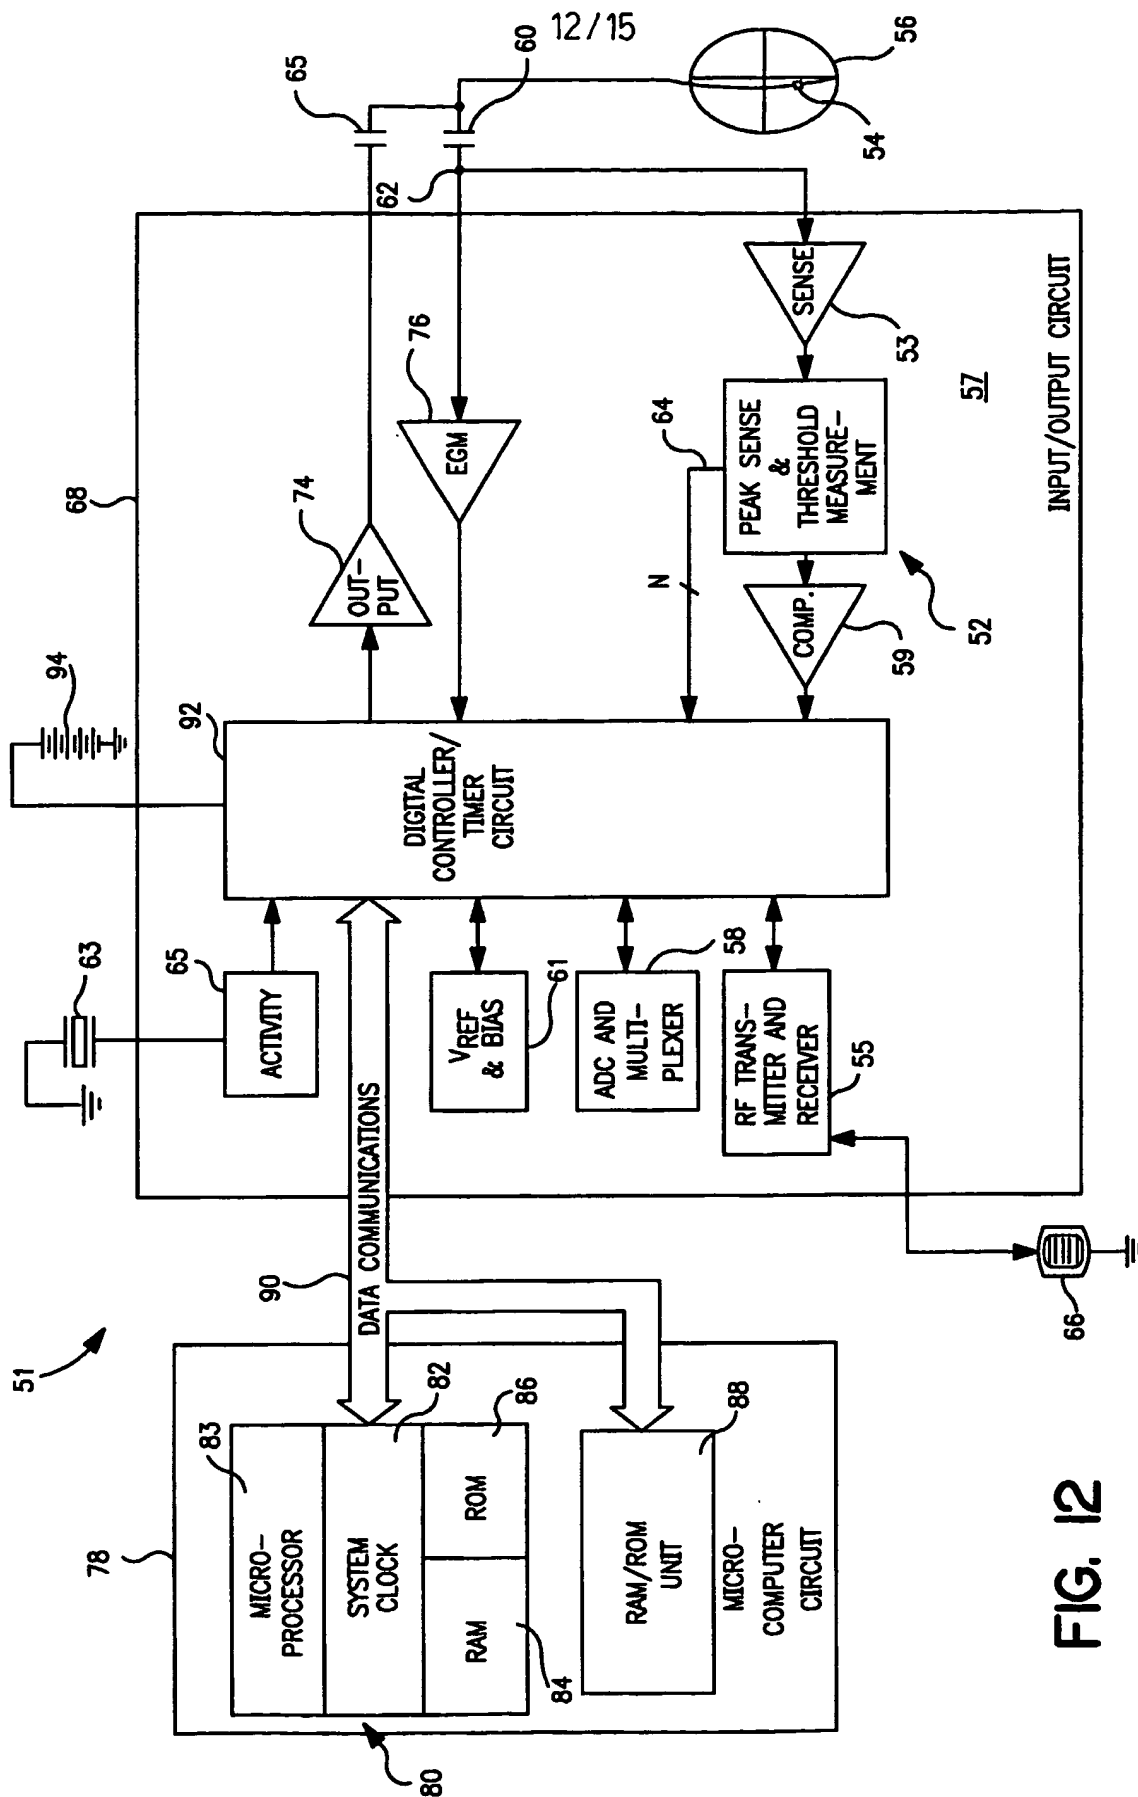 12/15
51
78
80
83
MICRO-
PROCESSOR
SYSTEM
CLOCK
82
RAM
84
ROM
86
RAM/ROM
UNIT
88
MICRO-
COMPUTER
CIRCUIT
90
DATA COMMUNICATIONS
63
65
ACTIVITY
VREF
& BIAS
61
ADC AND
MULTI-
PLEXER
58
RF TRANS-
MITTER AND
RECEIVER
55
66
94
92
DIGITAL
CONTROLLER/
TIMER
CIRCUIT
68
74
OUT-
PUT
76
EGM
N
64
COMP.
59
52
PEAK SENSE
&
THRESHOLD
MEASURE-
MENT
SENSE
53
57
INPUT/OUTPUT CIRCUIT
62
65
60
54
56
FIG. 12